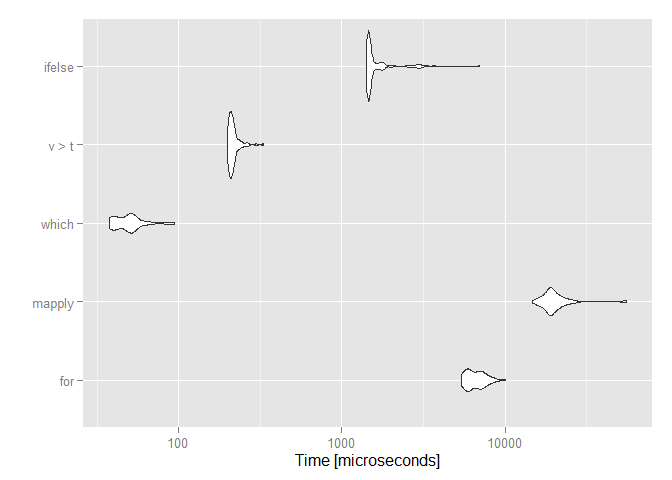 ifelse
v > t
which
mapply
for
100 1000 10000
Time [microseconds]